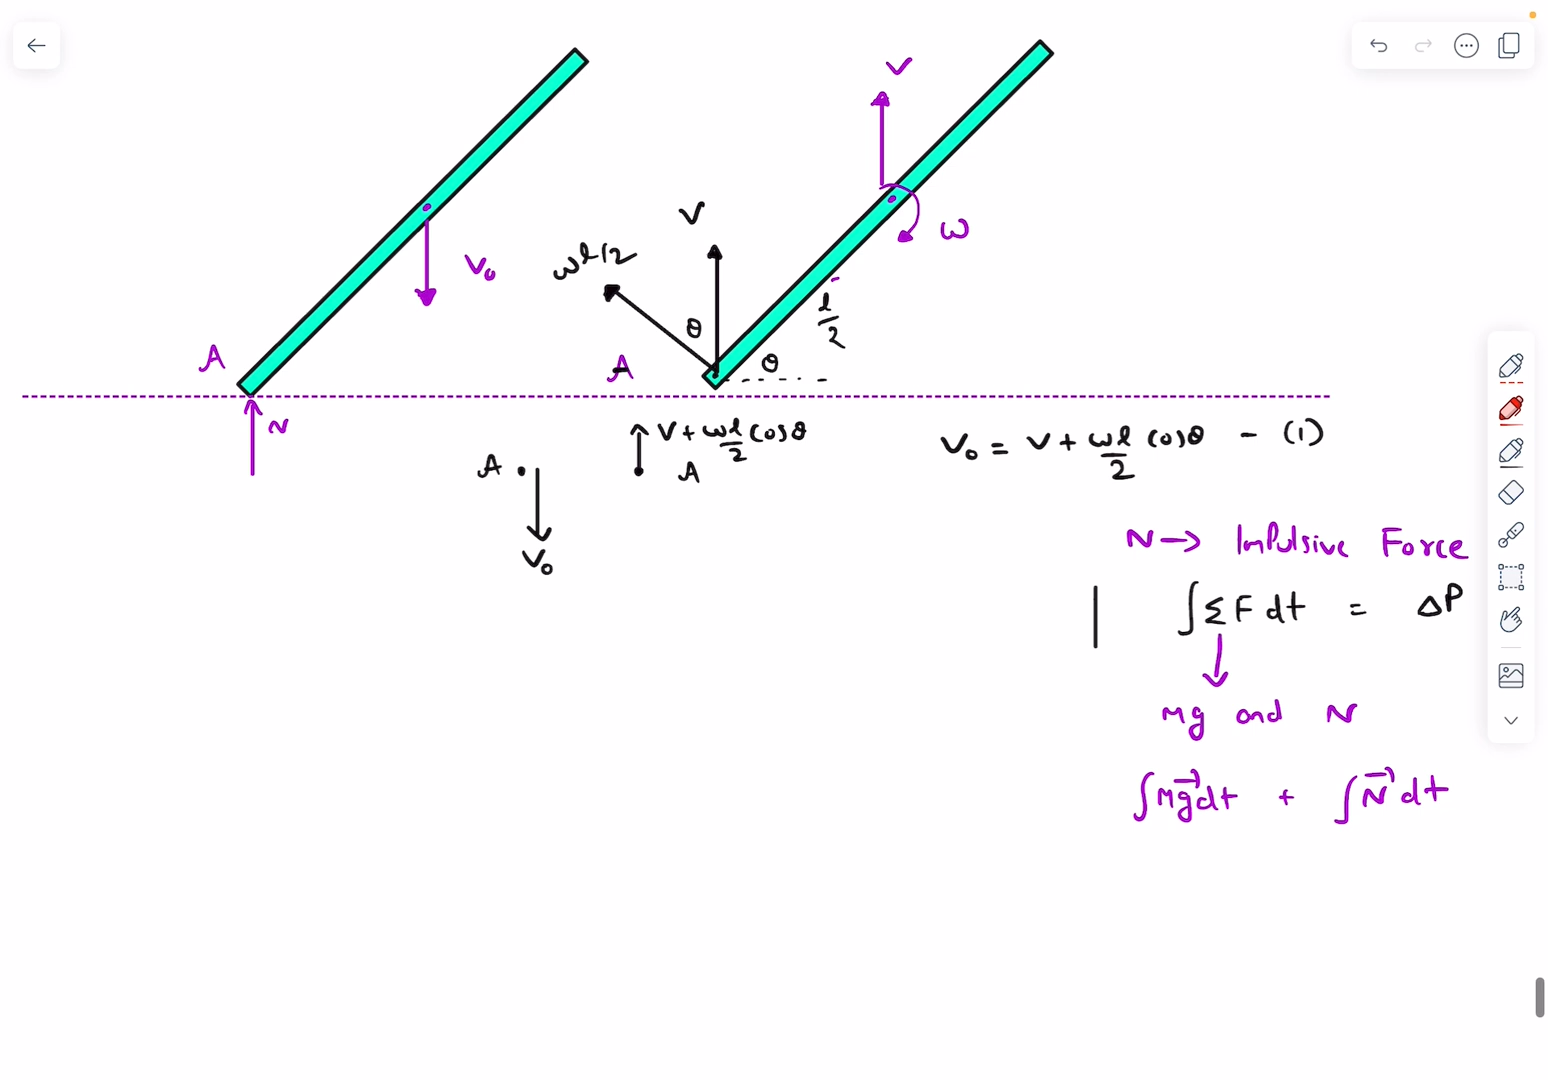 V
V
ωl/2
ω
V₀
θ
l/2
A
A
θ
N
V + ωl/2 cosθ
V₀ = V + ωl/2 cosθ - (1)
A
A
V₀
N → Impulsive Force
| ∫ΣF dt = ΔP
Mg and N
∫Mg⃗dt + ∫N⃗ dt